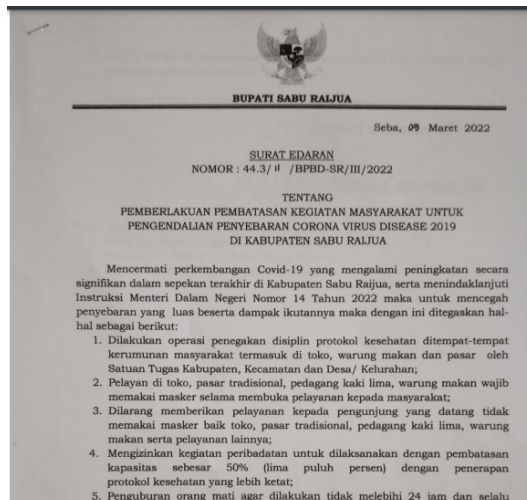 BUPATI SABU RAIJUA
Seba, 09 Maret 2022
SURAT EDARAN
NOMOR : 44.3/ 11 /BPBD-SR/III/2022
TENTANG
PEMBERLAKUAN PEMBATASAN KEGIATAN MASYARAKAT UNTUK
PENGENDALIAN PENYEBARAN CORONA VIRUS DISEASE 2019
DI KABUPATEN SABU RAIJUA
Mencermati perkembangan Covid-19 yang mengalami peningkatan secara
signifikan dalam sepekan terakhir di Kabupaten Sabu Raijua, serta menindaklanjuti
Instruksi Menteri Dalam Negeri Nomor 14 Tahun 2022 maka untuk mencegah
penyebaran yang luas beserta dampak ikutannya maka dengan ini ditegaskan hal-
hal sebagai berikut:
1. Dilakukan operasi penegakan disiplin protokol kesehatan ditempat-tempat
kerumunan masyarakat termasuk di toko, warung makan dan pasar oleh
Satuan Tugas Kabupaten, Kecamatan dan Desa/ Kelurahan;
2. Pelayan di toko, pasar tradisional, pedagang kaki lima, warung makan wajib
memakai masker selama membuka pelayanan kepada masyarakat;
3. Dilarang memberikan pelayanan kepada pengunjung yang datang tidak
memakai masker baik toko, pasar tradisional, pedagang kaki lima, warung
makan serta pelayanan lainnya;
4. Mengizinkan kegiatan peribadatan untuk dilaksanakan dengan pembatasan
kapasitas sebesar 50% (lima puluh persen) dengan penerapan
protokol kesehatan yang lebih ketat;
5. Penguburan orang mati agar dilakukan tidak melebihi 24 jam dan selalu